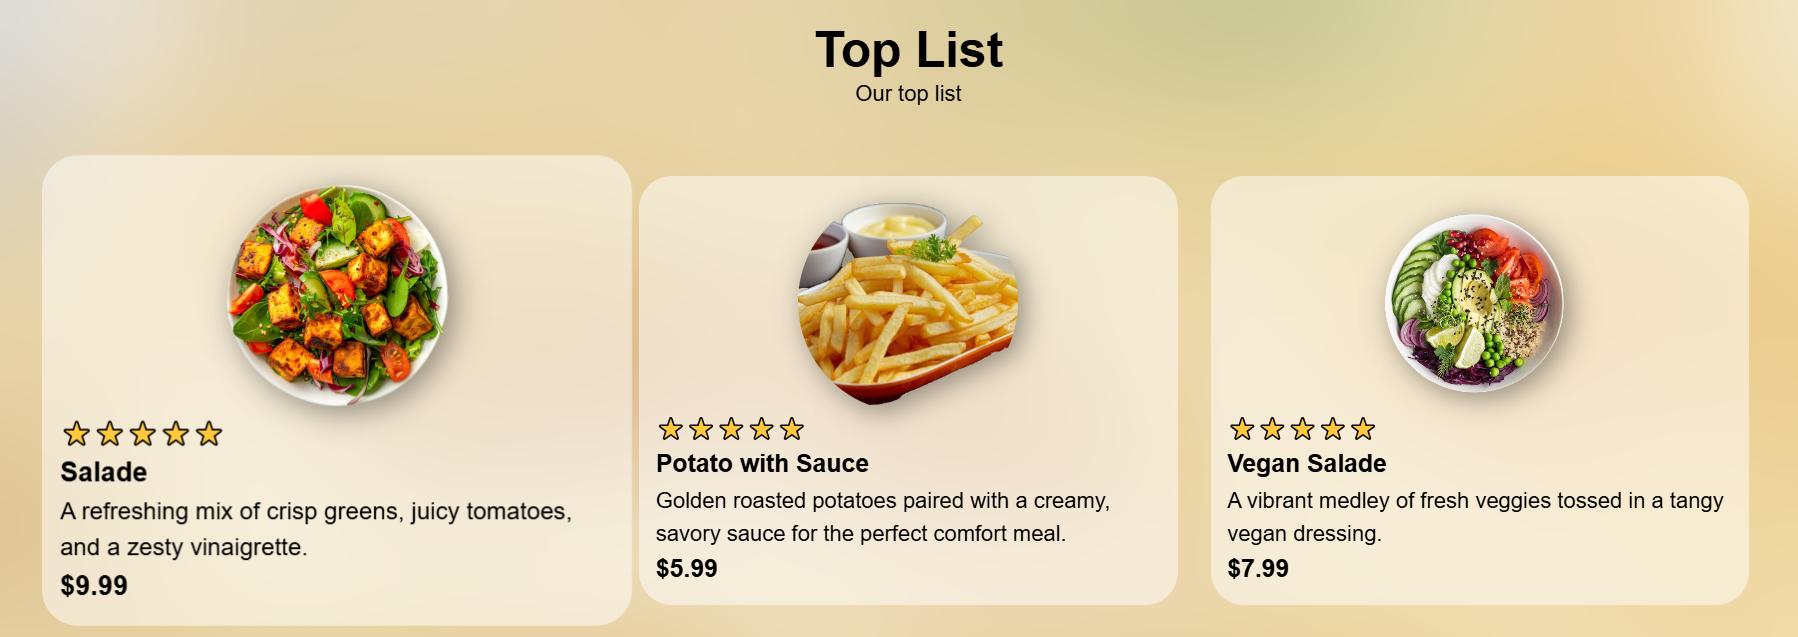 Top List
Our top list
Salade
A refreshing mix of crisp greens, juicy tomatoes,
and a zesty vinaigrette.
$9.99
Potato with Sauce
Golden roasted potatoes paired with a creamy,
savory sauce for the perfect comfort meal.
$5.99
Vegan Salade
A vibrant medley of fresh veggies tossed in a tangy
vegan dressing.
$7.99